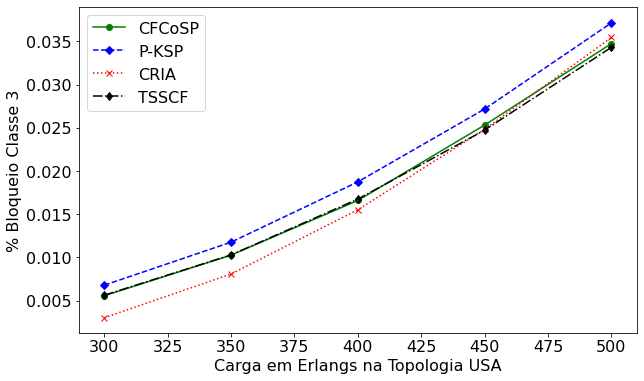 0.035
0.030
0.025
0.020
0.015
0.010
0.005
% Bloqueio Classe 3
CFCoSP
P-KSP
CRIA
TSSCF
300 325 350 375 400 425 450 475 500
Carga em Erlangs na Topologia USA